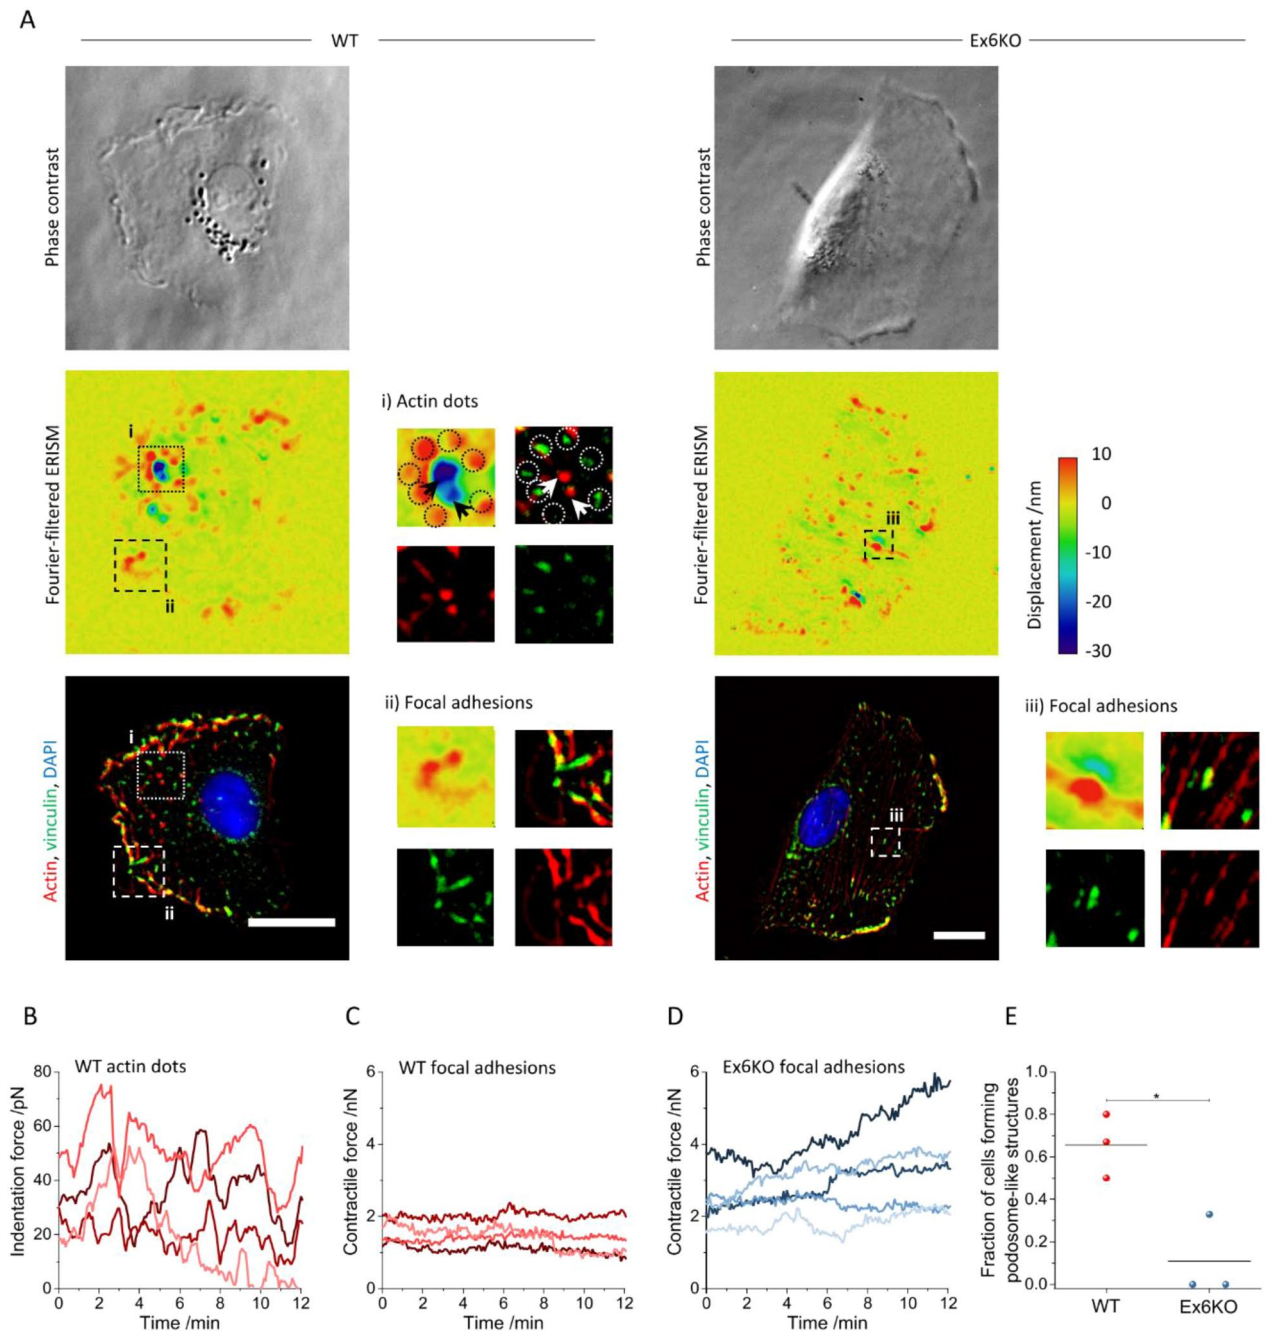 A
WT
Ex6KO
Phase contrast
Phase contrast
Fourier-filtered ERISM
i
ii
i) Actin dots
Fourier-filtered ERISM
iii
10
0
-10
-20
-30
Displacement /nm
Actin, vinculin, DAPI
i
ii
ii) Focal adhesions
Actin, vinculin, DAPI
iii
iii) Focal adhesions
B
WT actin dots
Indentation force /pN
80
60
40
20
0
0 2 4 6 8 10 12
Time /min
C
WT focal adhesions
Contractile force /nN
6
4
2
0
0 2 4 6 8 10 12
Time /min
D
Ex6KO focal adhesions
Contractile force /nN
6
4
2
0
0 2 4 6 8 10 12
Time /min
E
Fraction of cells forming
podosome-like structures
1.0
0.8
0.6
0.4
0.2
0.0
*
WT Ex6KO